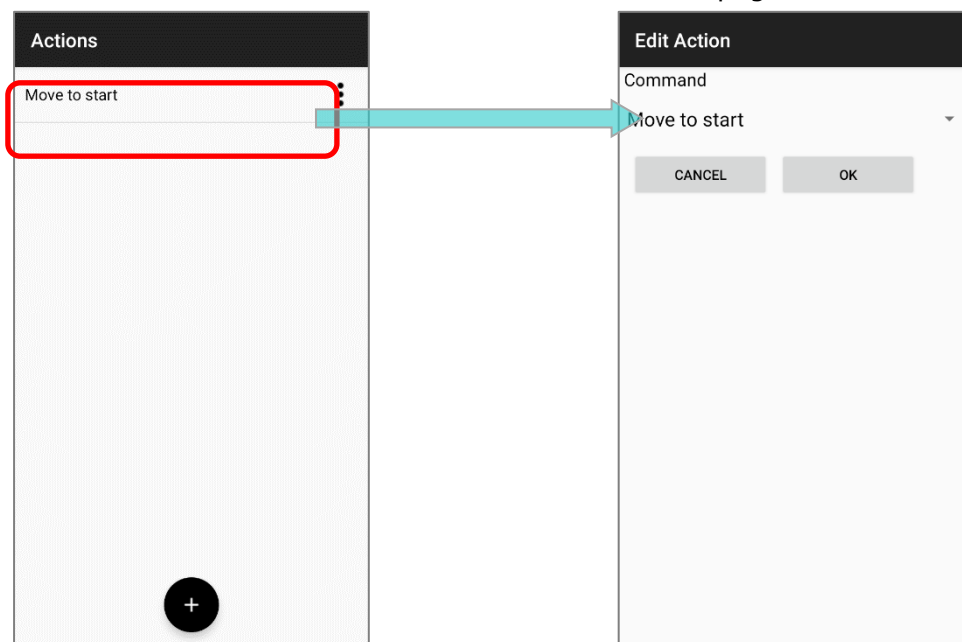 Actions
Move to start
+
Edit Action
Command
Move to start
CANCEL
OK